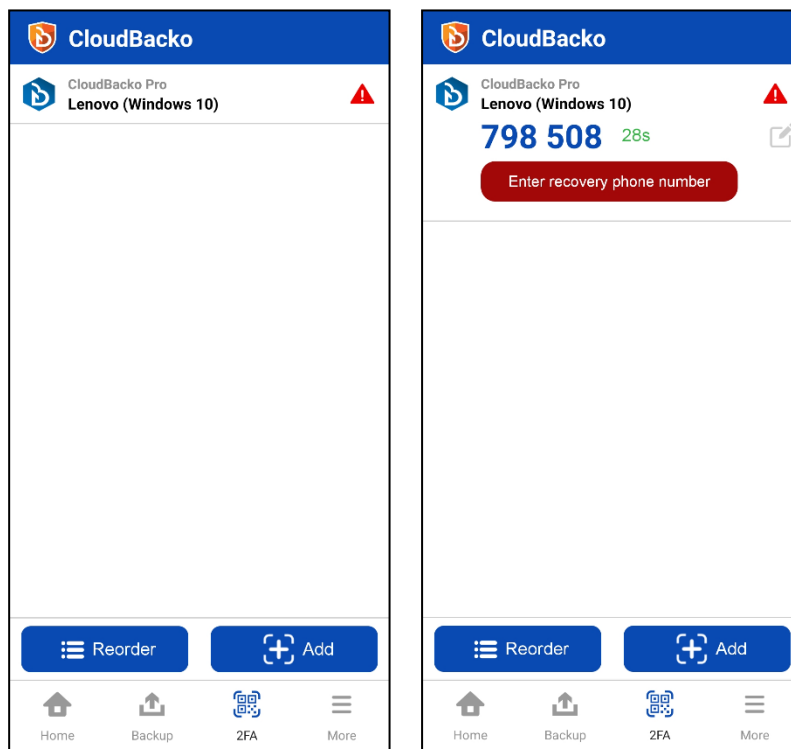 CloudBacko
CloudBacko Pro
Lenovo (Windows 10)
Reorder
Add
Home
Backup
2FA
More
CloudBacko
CloudBacko Pro
Lenovo (Windows 10)
798 508
28s
Enter recovery phone number
Reorder
Add
Home
Backup
2FA
More